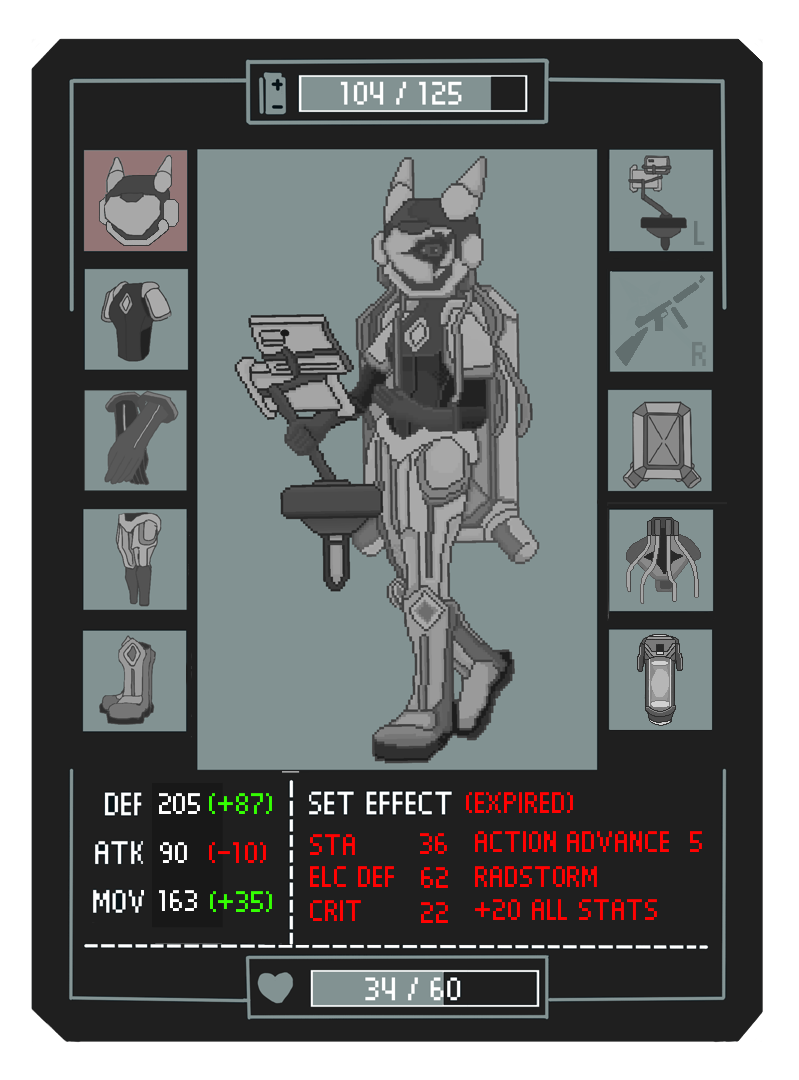 104 / 125
L
R
DEF 205 (+87)
ATK 90 (-10)
MOV 163 (+35)
SET EFFECT (EXPIRED)
STA 36 ACTION ADVANCE 5
ELC DEF 62 RADSTORM
CRIT 22 +20 ALL STATS
34 / 60